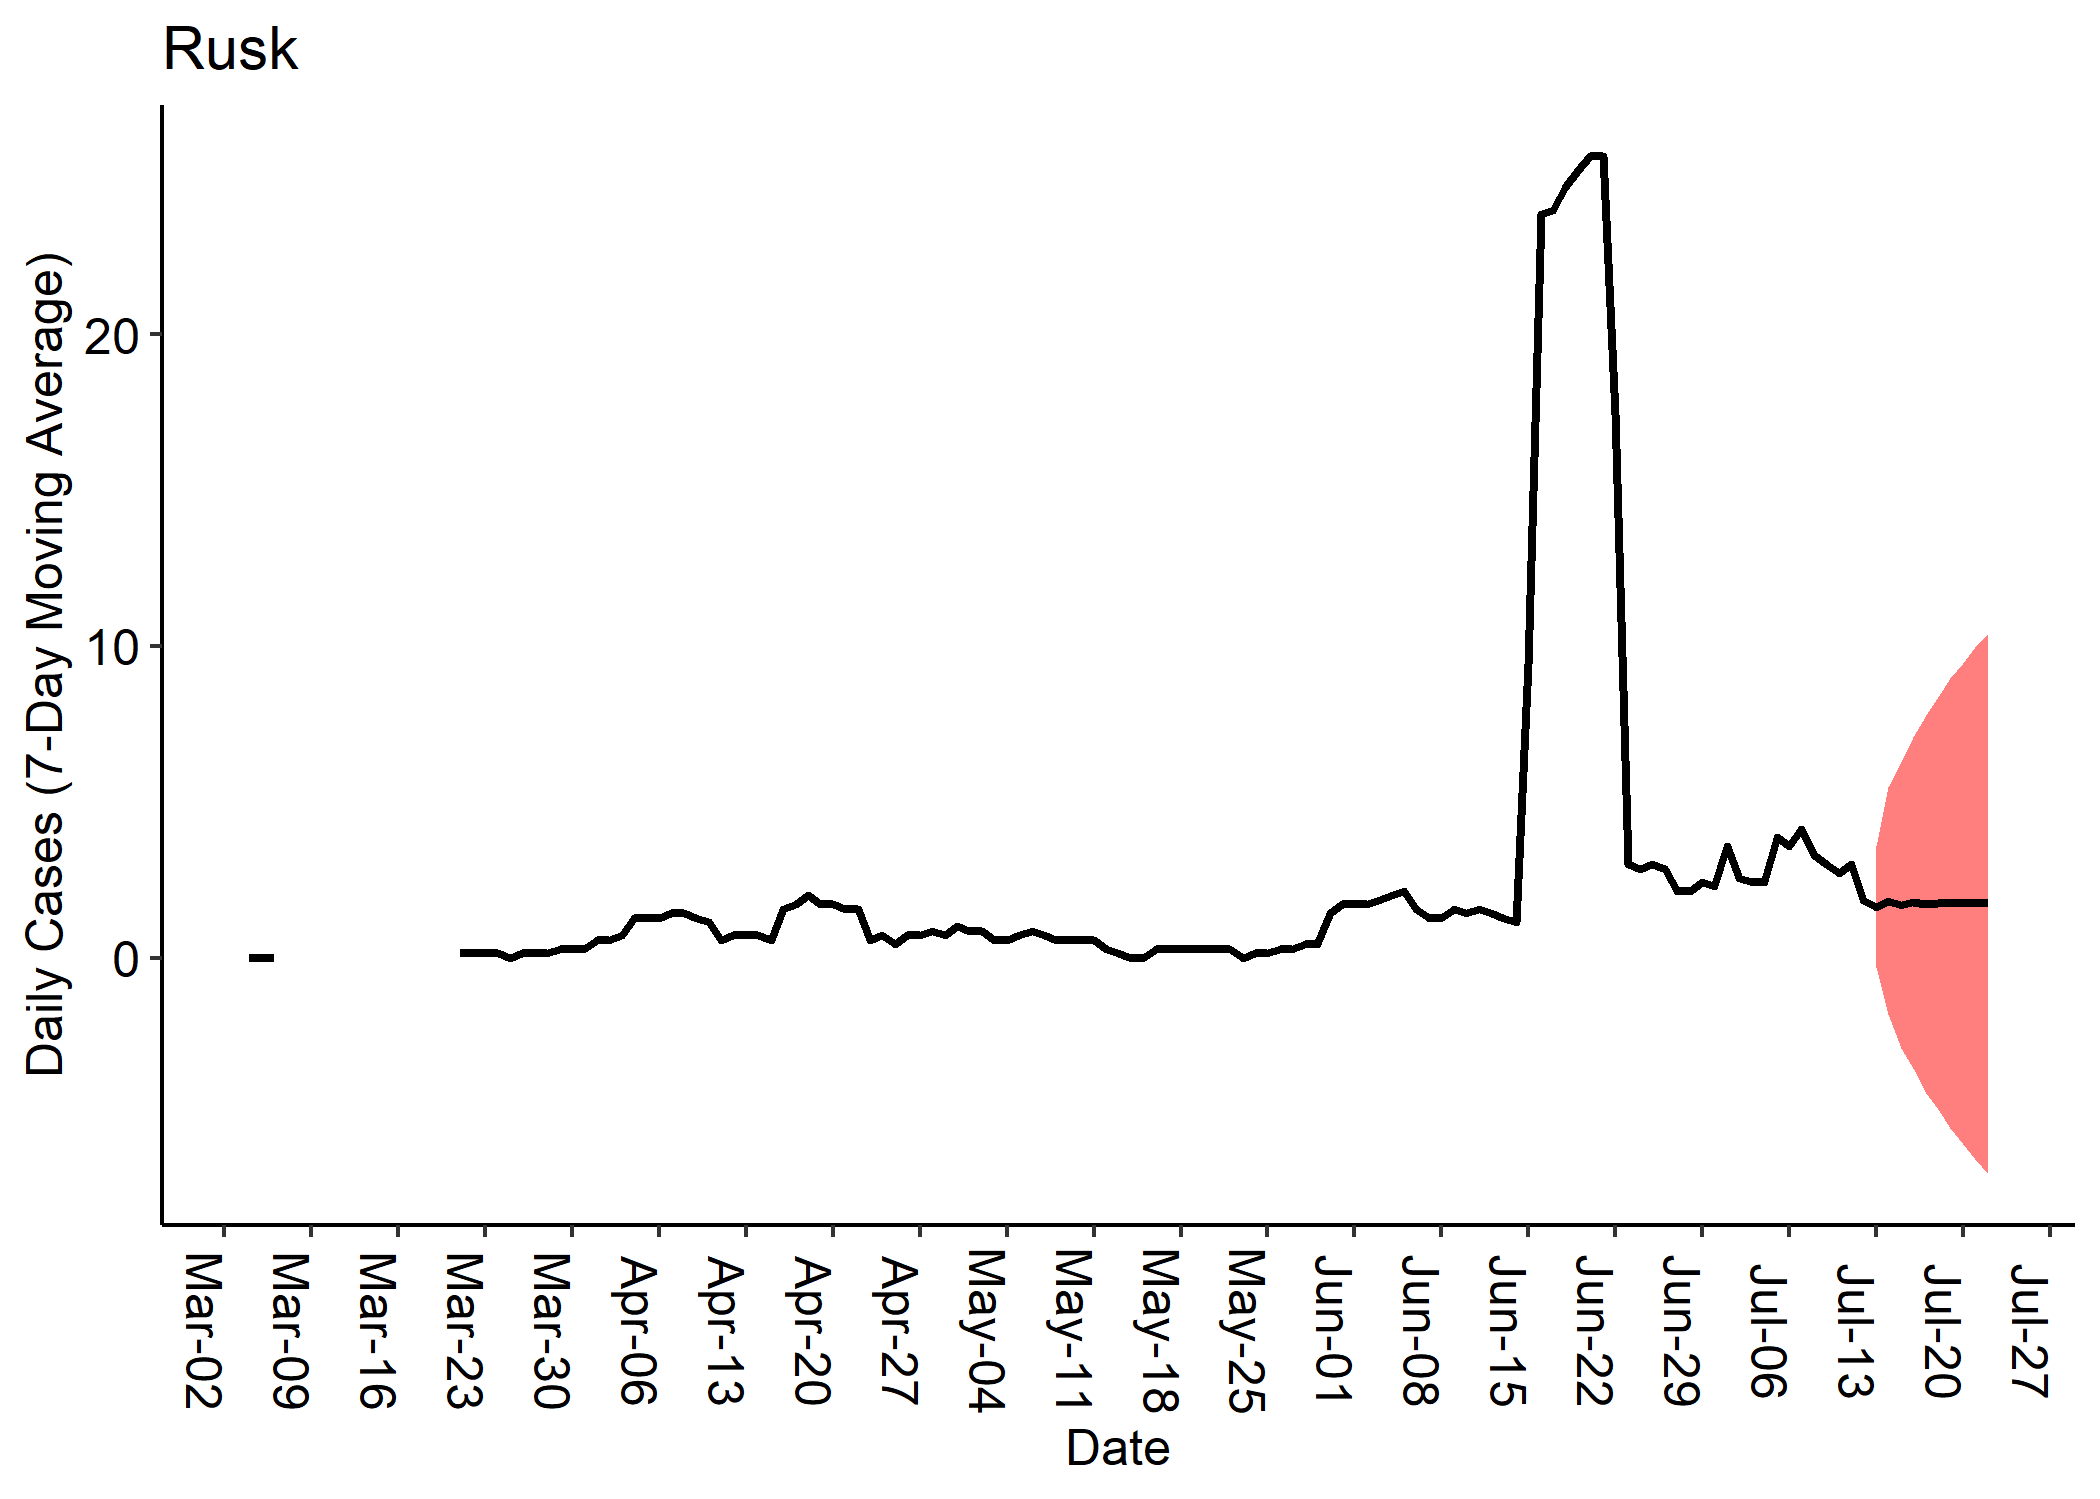 Rusk
Daily Cases (7-Day Moving Average)
20
10
0
Mar-02
Mar-09
Mar-16
Mar-23
Mar-30
Apr-06
Apr-13
Apr-20
Apr-27
May-04
May-11
May-18
May-25
Jun-01
Jun-08
Jun-15
Jun-22
Jun-29
Jul-06
Jul-13
Jul-20
Jul-27
Date